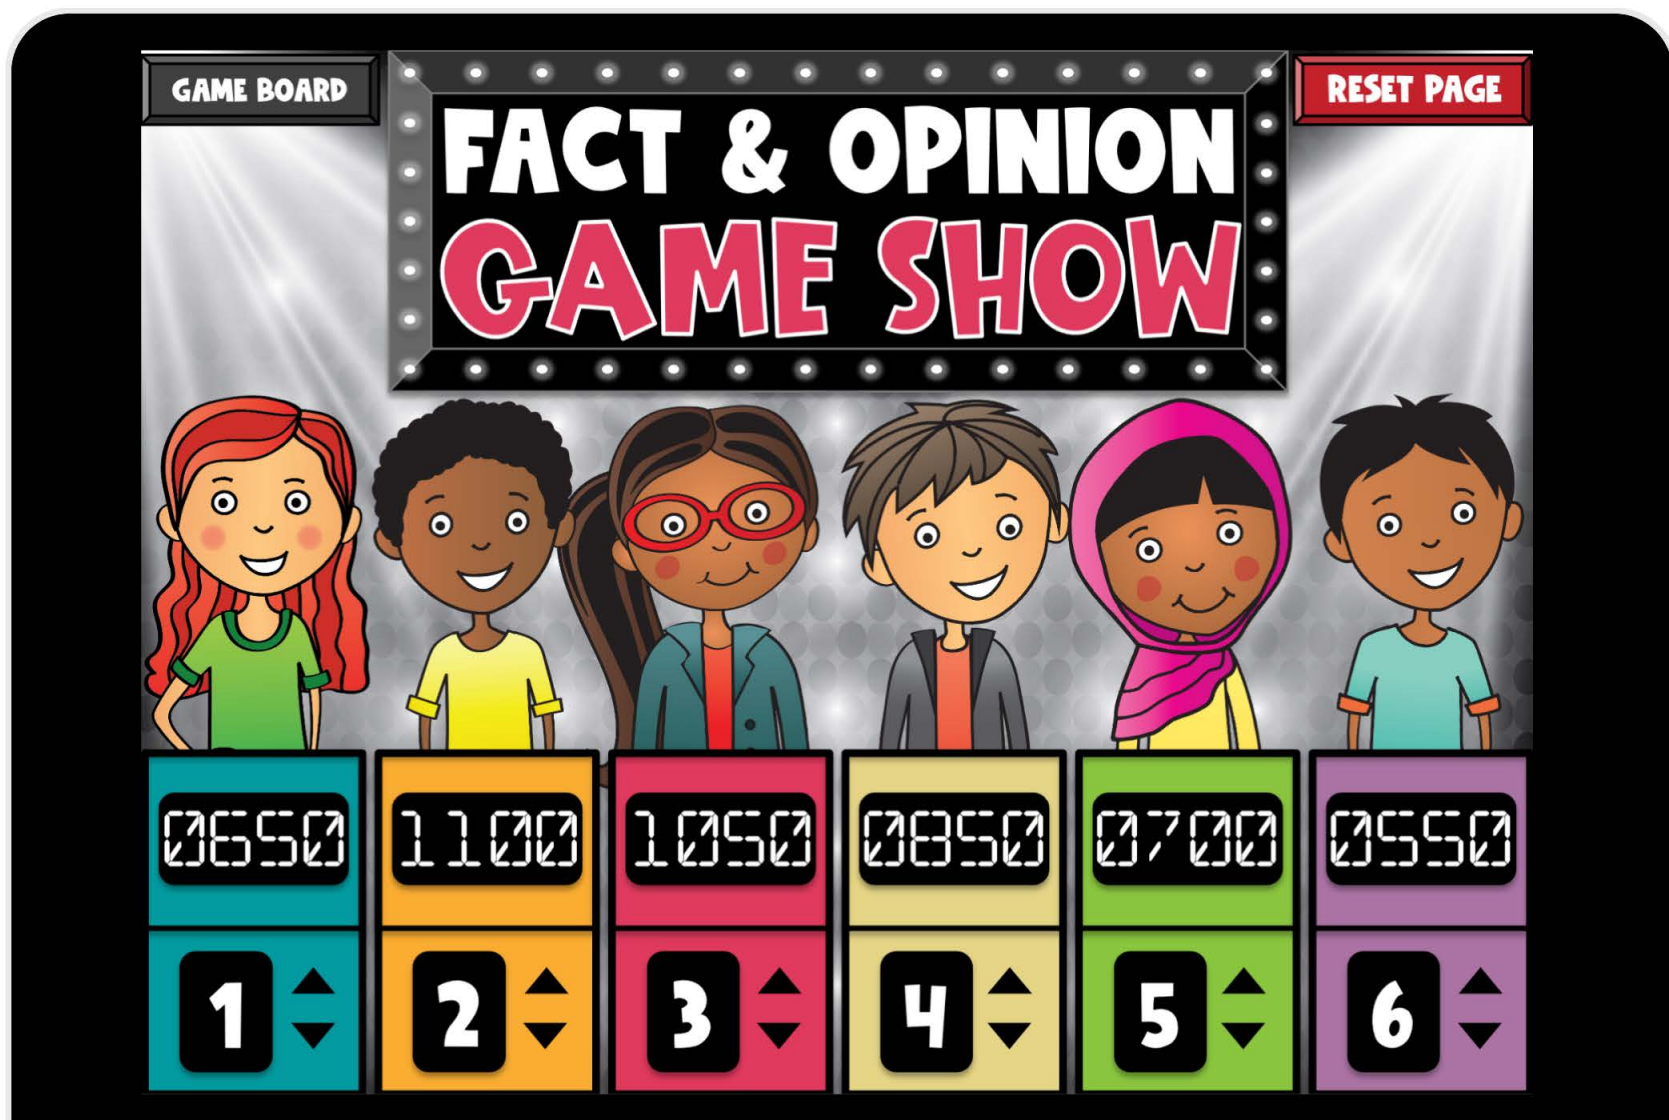 GAME BOARD
RESET PAGE
FACT & OPINION
GAME SHOW
0650 1100 1050 0850 0700 0550
1 2 3 4 5 6